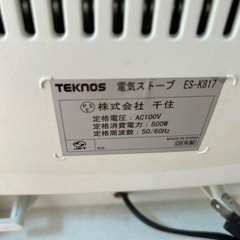 TEKNOS 電気ストーブ ES-K817
株式会社 千住
定格電圧：AC100V
定格消費電力：800W
定格周波数：50/60Hz